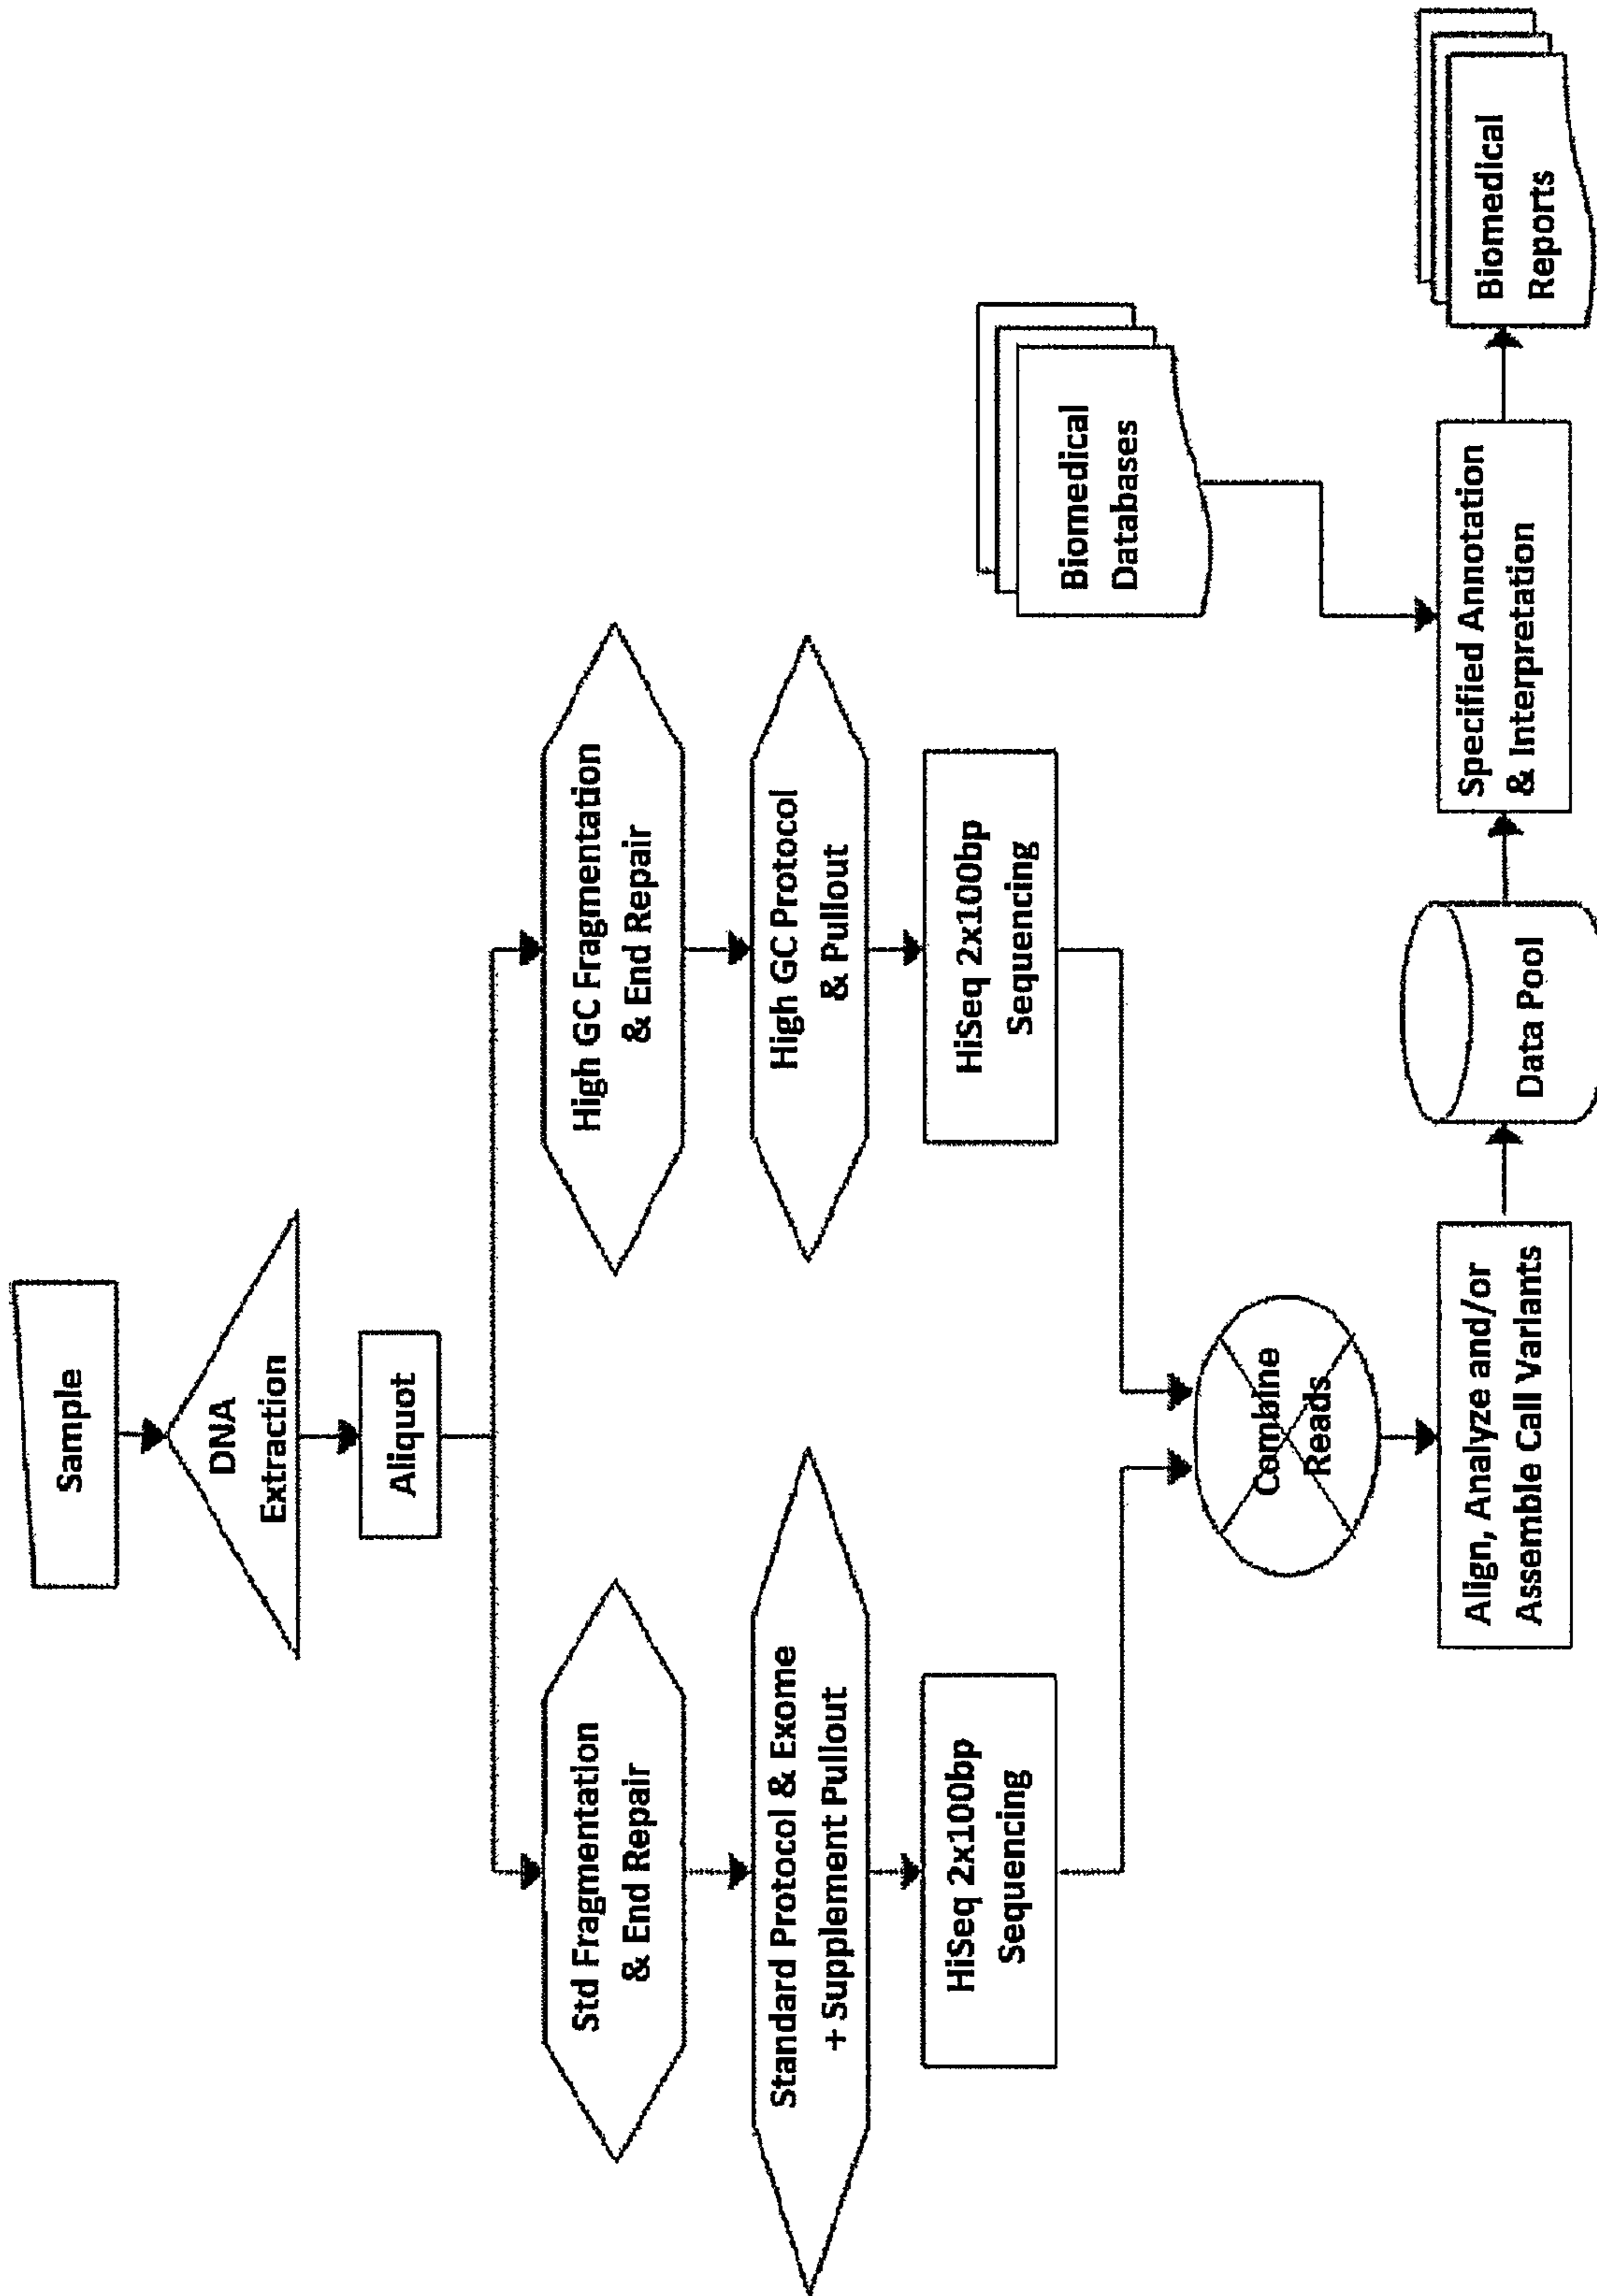 Sample
DNA
Extraction
Aliquot
Std Fragmentation
& End Repair
High GC Fragmentation
& End Repair
Standard Protocol & Exome
+ Supplement Pullout
High GC Protocol
& Pullout
HiSeq 2x100bp
Sequencing
HiSeq 2x100bp
Sequencing
Combine
Reads
Biomedical
Databases
Align, Analyze and/or
Assemble Call Variants
Data Pool
Specified Annotation
& Interpretation
Biomedical
Reports